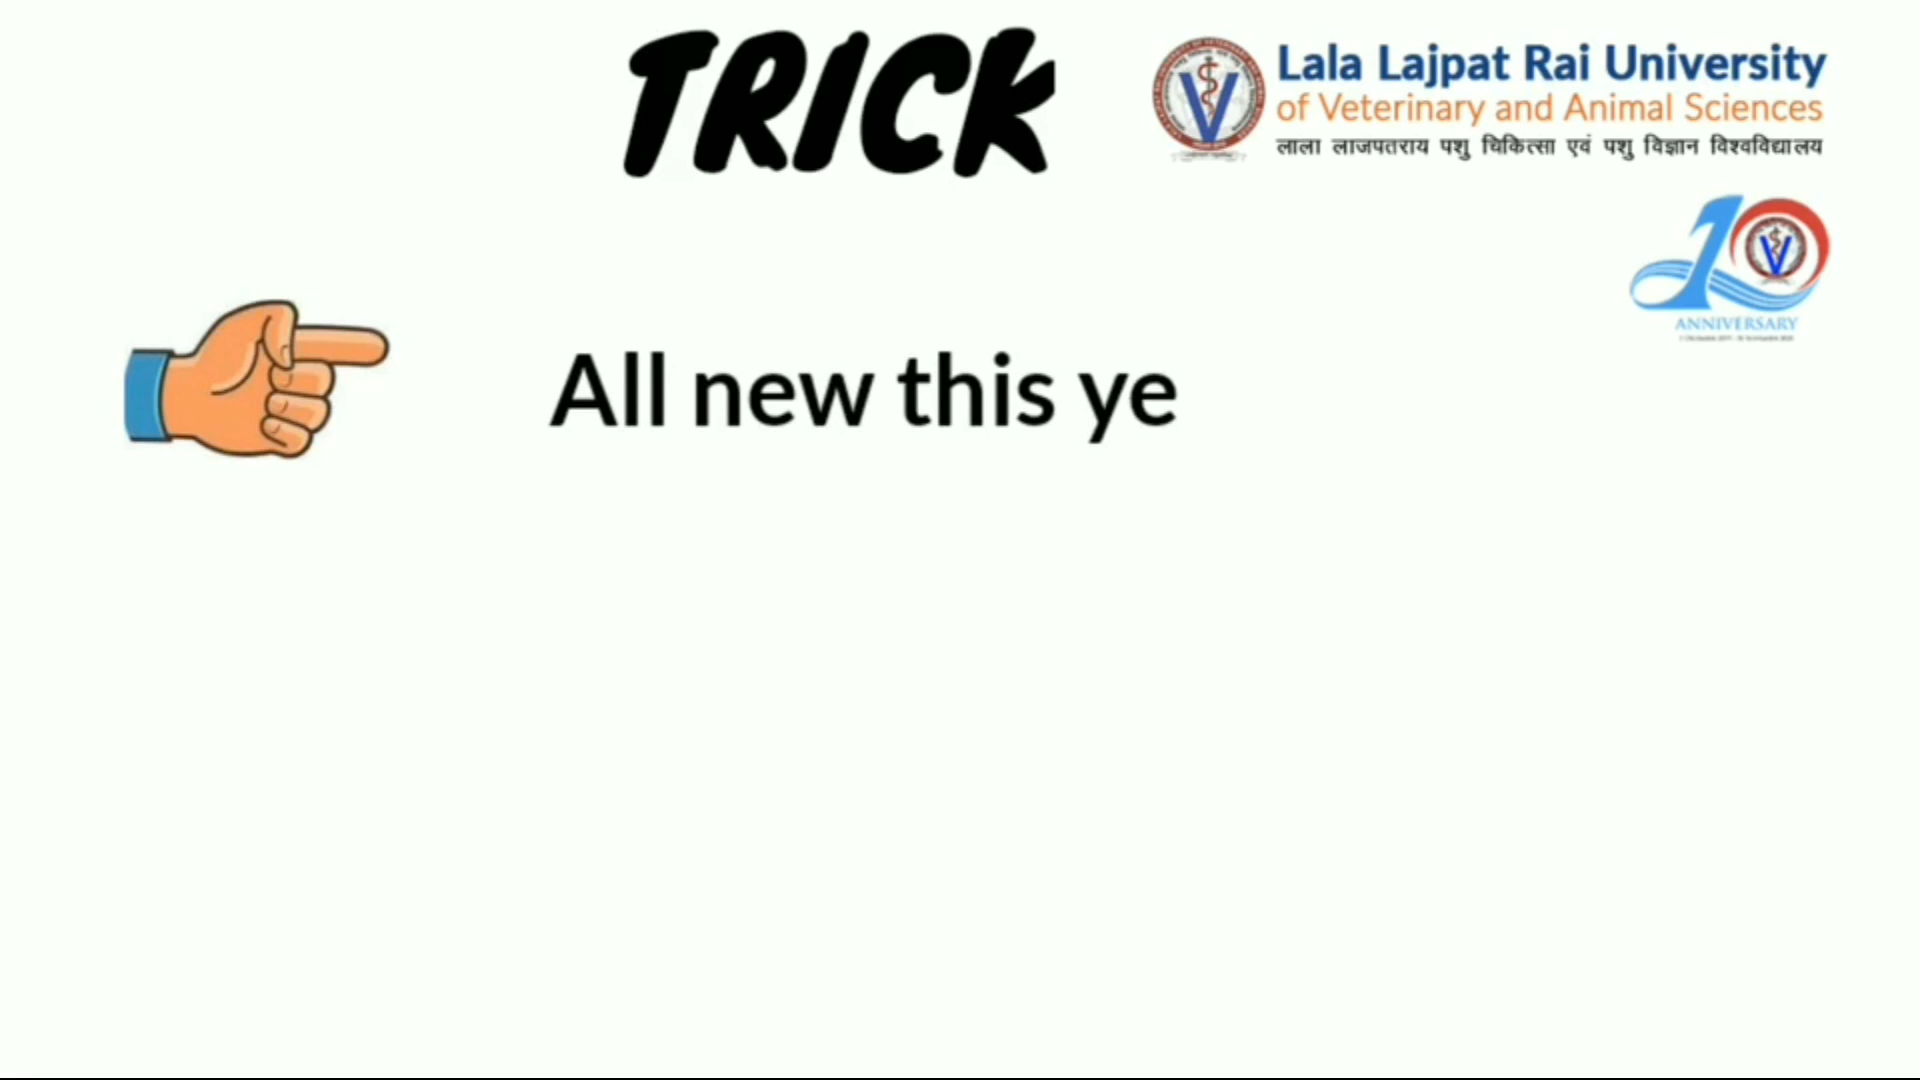 TRICK
Lala Lajpat Rai University
of Veterinary and Animal Sciences
लाला लाजपतराय पशु चिकित्सा एवं पशु विज्ञान विश्वविद्यालय
ANNIVERSARY
All new this ye